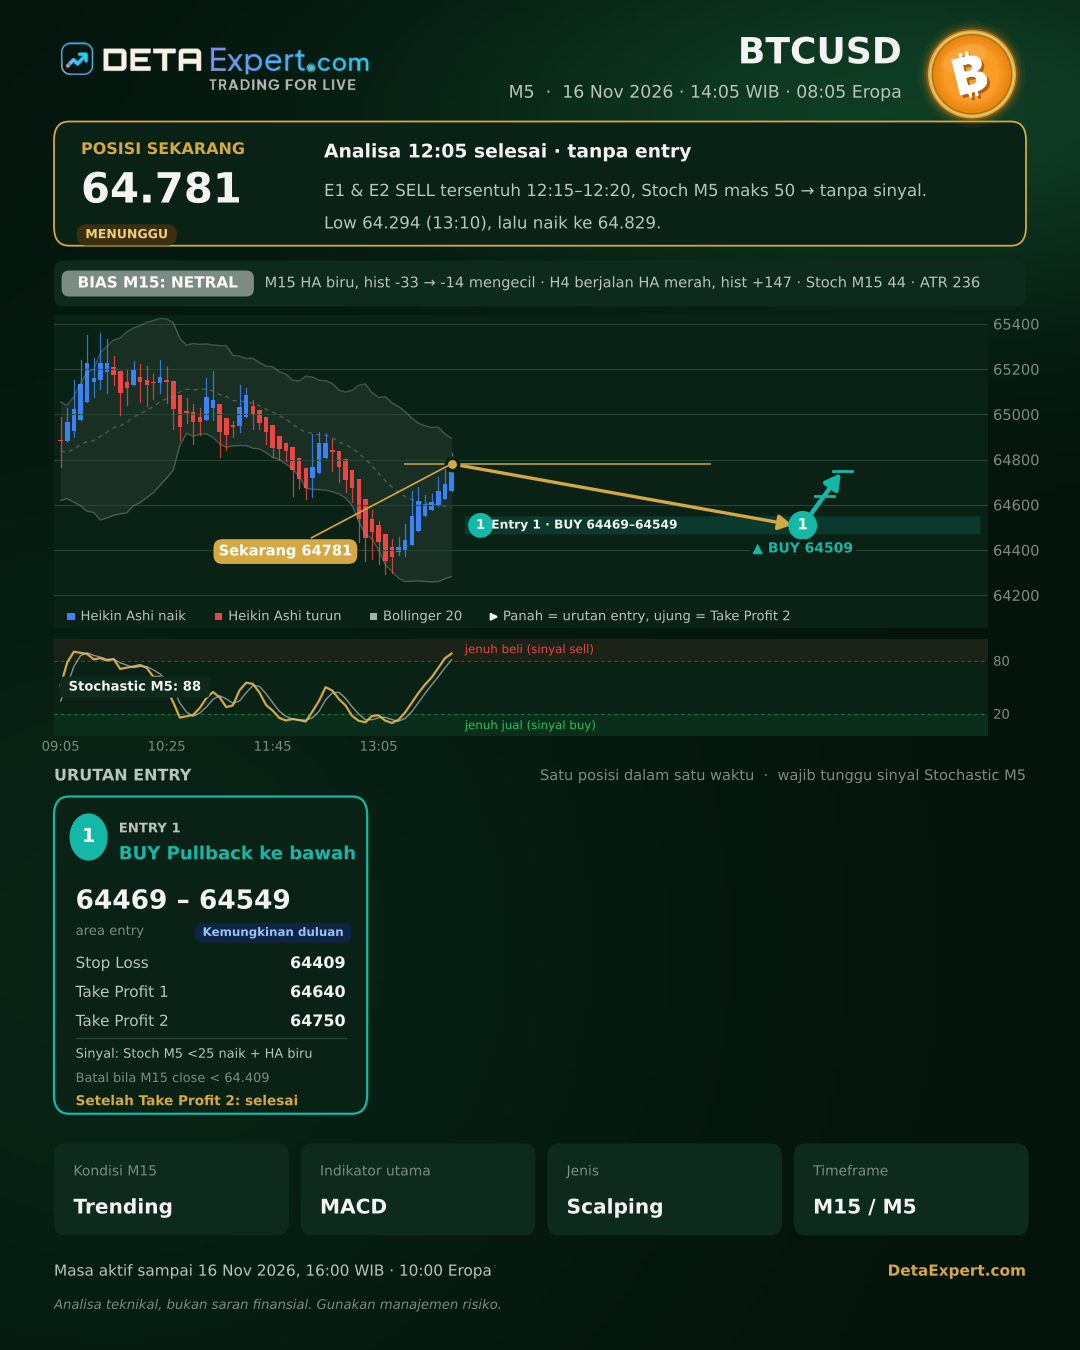 DETA Expert.com
TRADING FOR LIVE
BTCUSD
M5 · 16 Nov 2026 · 14:05 WIB · 08:05 Eropa
POSISI SEKARANG
64.781
MENUNGGU
Analisa 12:05 selesai · tanpa entry
E1 & E2 SELL tersentuh 12:15–12:20, Stoch M5 maks 50 → tanpa sinyal.
Low 64.294 (13:10), lalu naik ke 64.829.
BIAS M15: NETRAL
M15 HA biru, hist -33 → -14 mengecil · H4 berjalan HA merah, hist +147 · Stoch M15 44 · ATR 236
65400
65200
65000
64800
64600
64400
64200
1 Entry 1 · BUY 64469–64549
1
▲ BUY 64509
Sekarang 64781
Heikin Ashi naik
Heikin Ashi turun
Bollinger 20
Panah = urutan entry, ujung = Take Profit 2
jenuh beli (sinyal sell)
80
Stochastic M5: 88
20
jenuh jual (sinyal buy)
09:05 10:25 11:45 13:05
URUTAN ENTRY
Satu posisi dalam satu waktu · wajib tunggu sinyal Stochastic M5
1
ENTRY 1
BUY Pullback ke bawah
64469 – 64549
area entry
Kemungkinan duluan
Stop Loss 64409
Take Profit 1 64640
Take Profit 2 64750
Sinyal: Stoch M5 <25 naik + HA biru
Batal bila M15 close < 64.409
Setelah Take Profit 2: selesai
Kondisi M15
Trending
Indikator utama
MACD
Jenis
Scalping
Timeframe
M15 / M5
Masa aktif sampai 16 Nov 2026, 16:00 WIB · 10:00 Eropa
DetaExpert.com
Analisa teknikal, bukan saran finansial. Gunakan manajemen risiko.